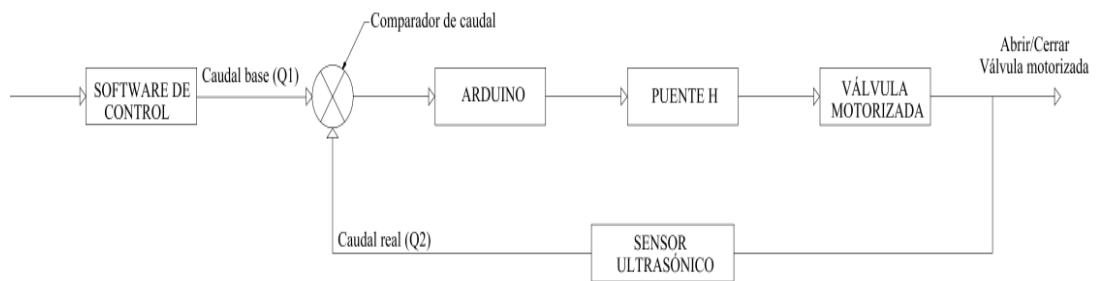 Comparador de caudal
Abrir/Cerrar
Válvula motorizada
SOFTWARE DE
CONTROL
Caudal base (Q1)
ARDUINO
PUENTE H
VÁLVULA
MOTORIZADA
Caudal real (Q2)
SENSOR
ULTRASÓNICO